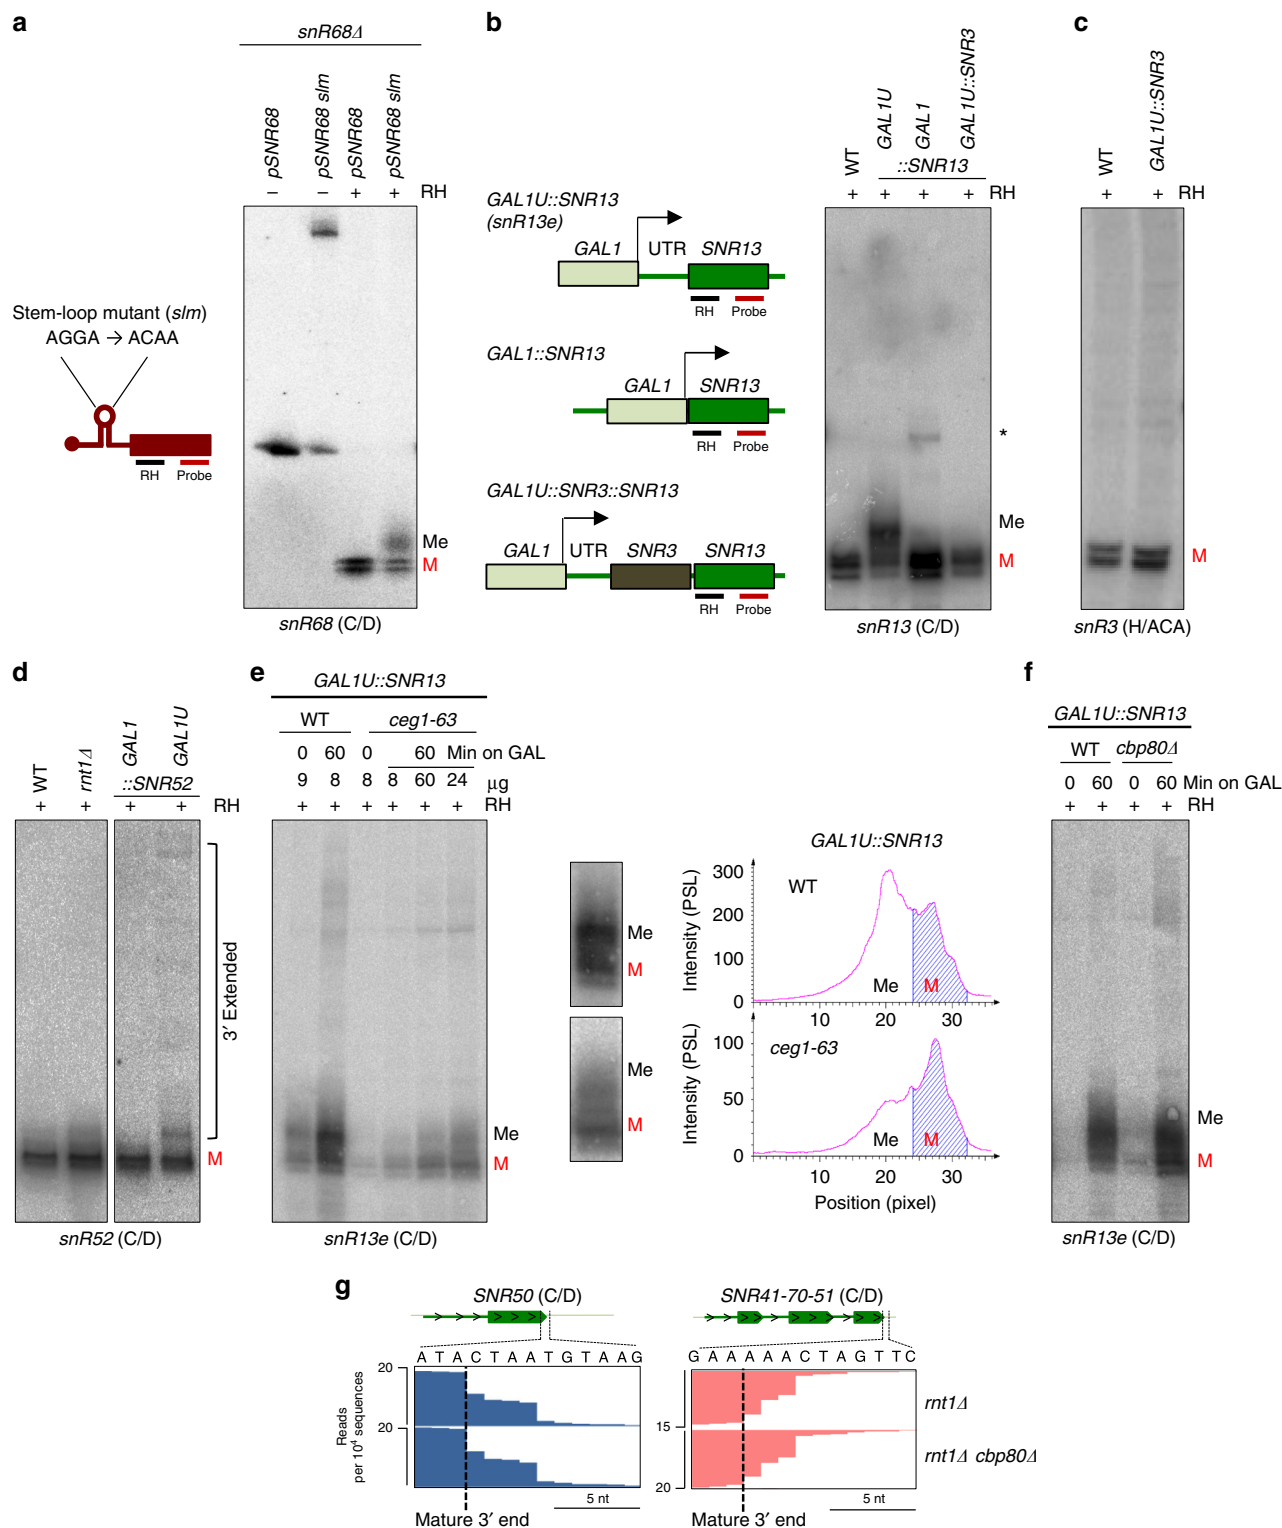 a
snR68Δ
− pSNR68
− pSNR68 slm
+ pSNR68
+ pSNR68 slm
RH
Stem-loop mutant (slm)
AGGA → ACAA
RH
Probe
Me
M
snR68 (C/D)
b
GAL1U::SNR13
(snR13e)
GAL1
UTR
SNR13
RH
Probe
GAL1::SNR13
GAL1
SNR13
RH
Probe
GAL1U::SNR3::SNR13
GAL1
UTR
SNR3
SNR13
RH
Probe
WT
GAL1U
GAL1
GAL1U::SNR3
::SNR13
+ + + + RH
*
Me
M
snR13 (C/D)
c
WT
GAL1U::SNR3
+ + RH
M
snR3 (H/ACA)
d
WT
rnt1Δ
GAL1
GAL1U
::SNR52
+ + + + RH
3′ Extended
M
snR52 (C/D)
e
GAL1U::SNR13
WT ceg1-63
0 60 0 60 Min on GAL
9 8 8 8 60 24 μg
+ + + + + + RH
Me
M
snR13e (C/D)
Me
M
Me
M
GAL1U::SNR13
WT
Intensity (PSL)
300
200
100
0
Me M
10 20 30
ceg1-63
Intensity (PSL)
100
50
0
Me M
10 20 30
Position (pixel)
f
GAL1U::SNR13
WT cbp80Δ
0 60 0 60 Min on GAL
+ + + + RH
Me
M
snR13e (C/D)
g
SNR50 (C/D)
A T A C T A A T G T A A G
20
20
Reads
per 10⁴ sequences
5 nt
Mature 3′ end
SNR41-70-51 (C/D)
G A A A A A C T A G T T C
15
20
rnt1Δ
rnt1Δ cbp80Δ
5 nt
Mature 3′ end